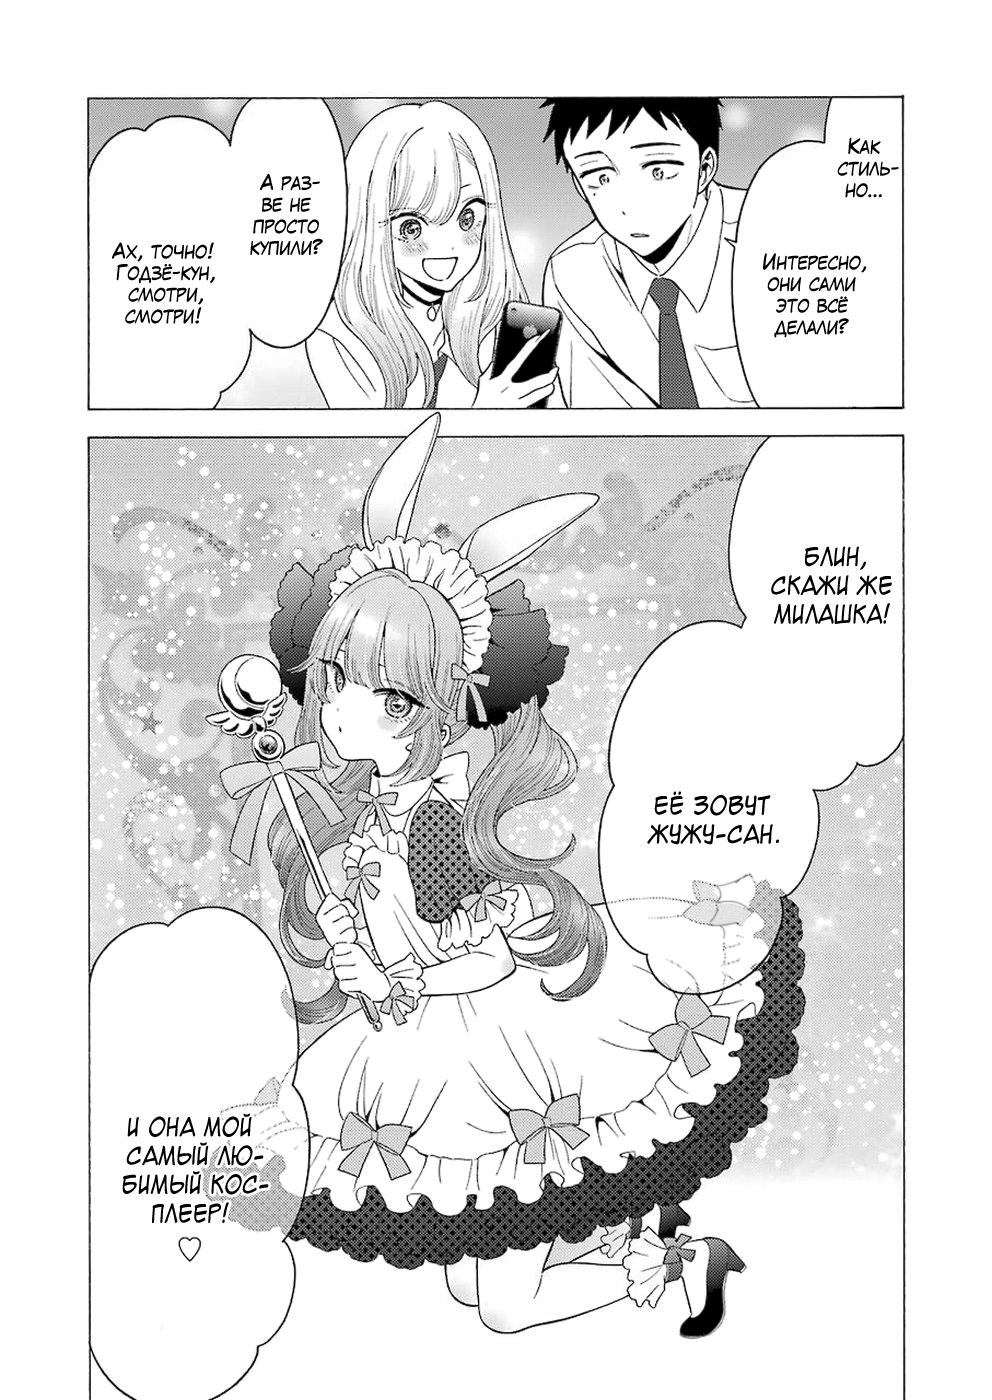 Как
стиль-
но...
Интересно,
они сами
это всё
делали?
А раз-
ве не
просто
купили?
Ах, точно!
Годзё-кун,
смотри,
смотри!
Блин,
скажи же
милашка!
Её зовут
Жужу-сан.
И она мой
самый лю-
бимый кос-
плеер!
♡